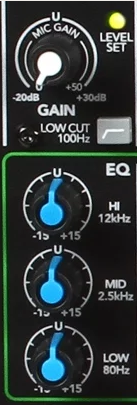 U
MIC GAIN
LEVEL
SET
+50
-20dB +30dB
GAIN
LOW CUT
100Hz
EQ
U
HI
12kHz
-15 +15
U
MID
2.5kHz
-15 +15
U
LOW
80Hz
-15 +15